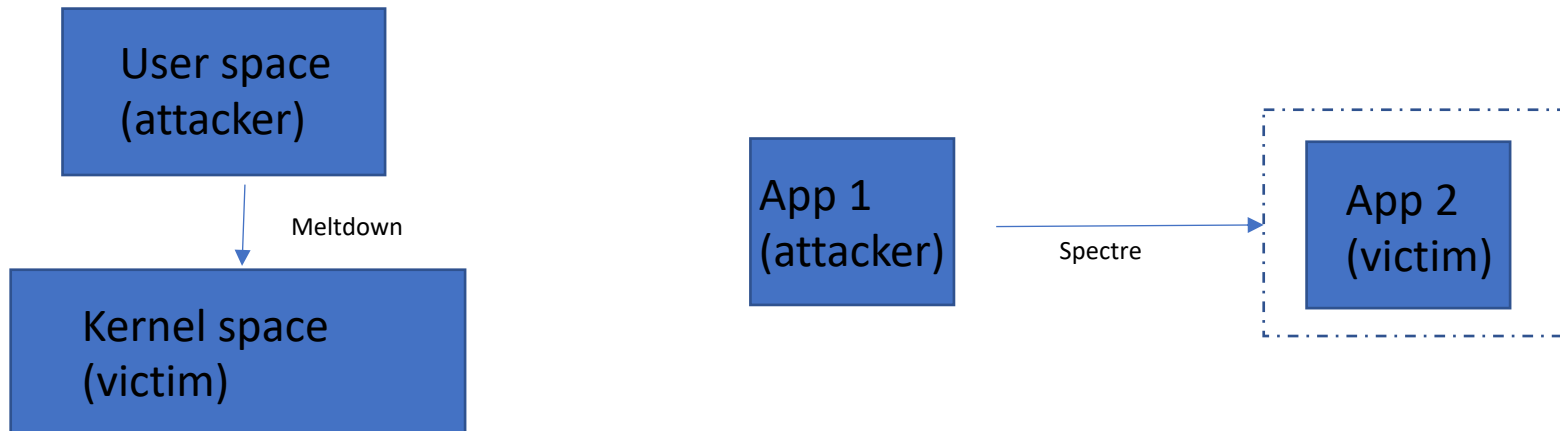 User space
(attacker)
Meltdown
Kernel space
(victim)
App 1
(attacker)
Spectre
App 2
(victim)